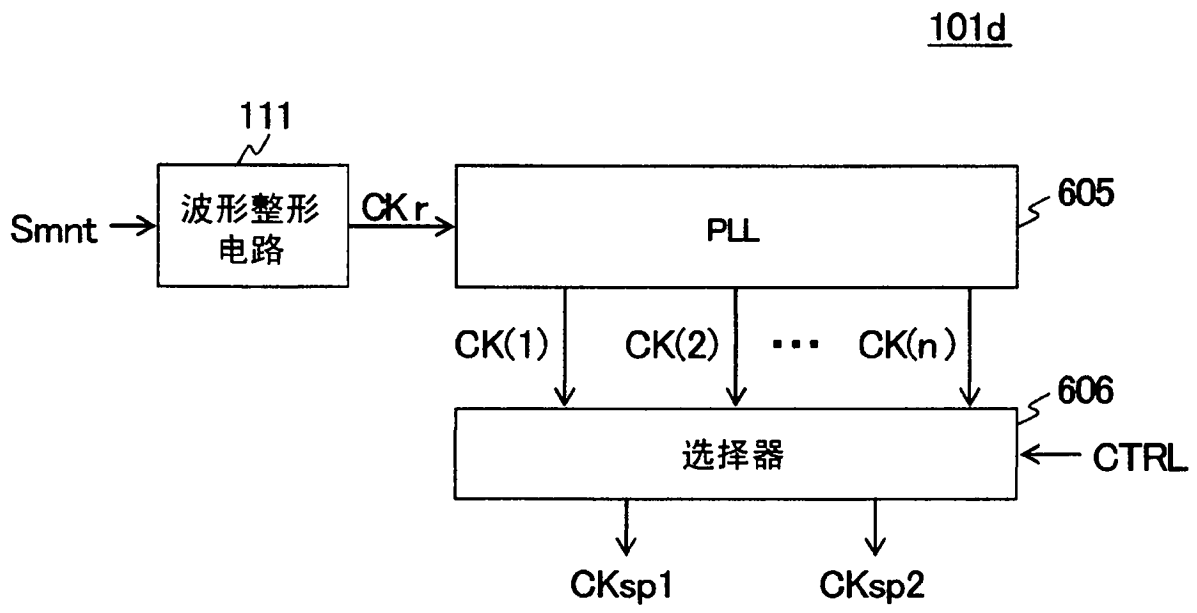 101d
111
波形整形
电路
Smnt
CKr
PLL
605
CK(1)
CK(2)
···
CK(n)
606
选择器
CTRL
CKsp1
CKsp2